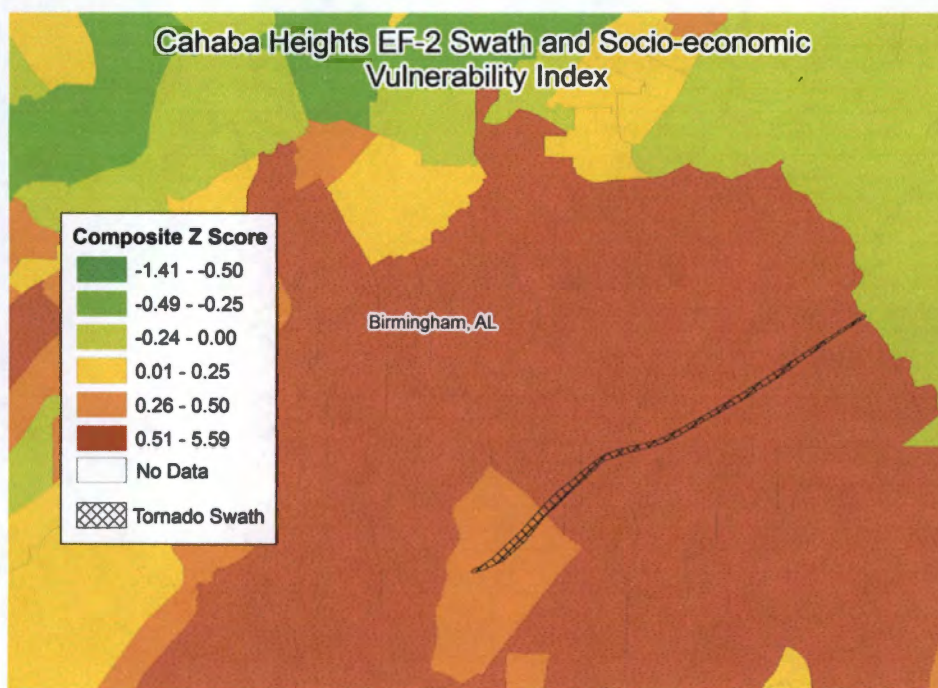 Cahaba Heights EF-2 Swath and Socio-economic
Vulnerability Index
Composite Z Score
-1.41 - -0.50
-0.49 - -0.25
-0.24 - 0.00
0.01 - 0.25
0.26 - 0.50
0.51 - 5.59
No Data
Tornado Swath
Birmingham, AL